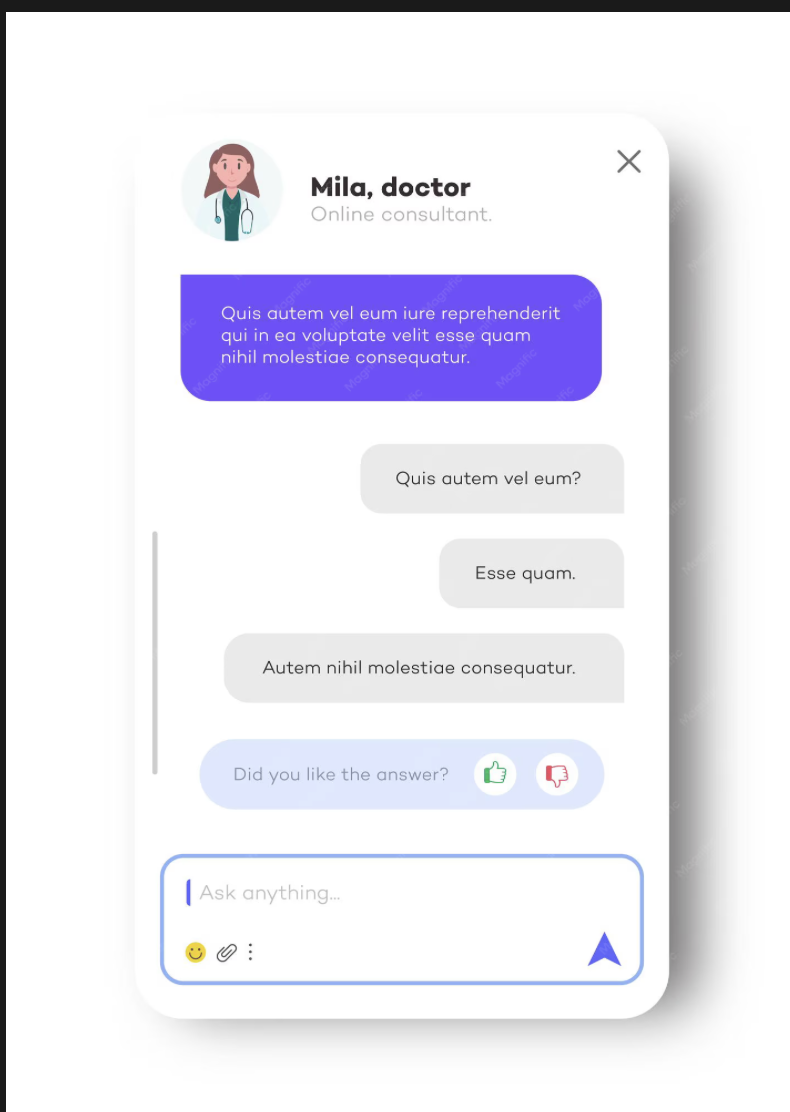 Mila, doctor
Online consultant.
Quis autem vel eum iure reprehenderit
qui in ea voluptate velit esse quam
nihil molestiae consequatur.
Quis autem vel eum?
Esse quam.
Autem nihil molestiae consequatur.
Did you like the answer?
Ask anything...
Magnific